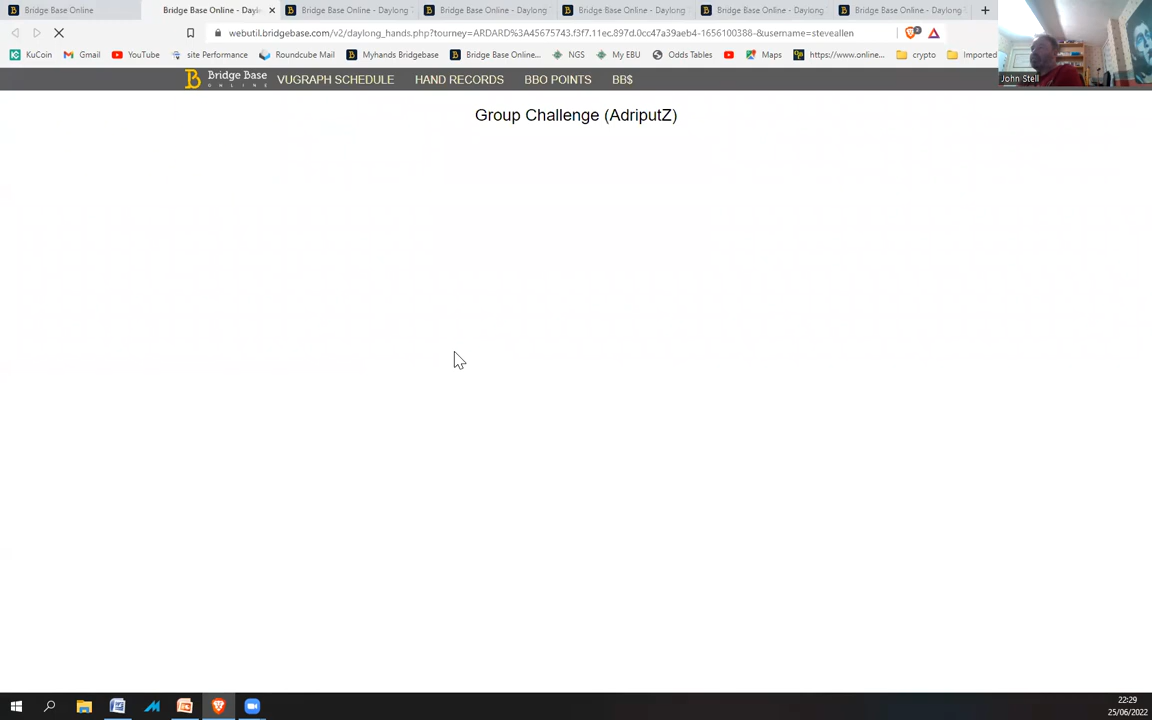 Bridge Base Online
Bridge Base Online - Dayl
Bridge Base Online - Daylong
Bridge Base Online - Daylong
Bridge Base Online - Daylong
Bridge Base Online - Daylong
Bridge Base Online - Daylong
webutil.bridgebase.com/v2/daylong_hands.php?tourney=ARDARD%3A45675743.f3f7.11ec.897d.0cc47a39aeb4-1656100388-&username=steveallen
KuCoin Gmail YouTube site Performance Roundcube Mail Myhands Bridgebase Bridge Base Online... NGS My EBU Odds Tables Maps https://www.online... crypto Imported
John Stell
Bridge Base
ONLINE
VUGRAPH SCHEDULE HAND RECORDS BBO POINTS BB$
Group Challenge (AdriputZ)
22:29
25/06/2022